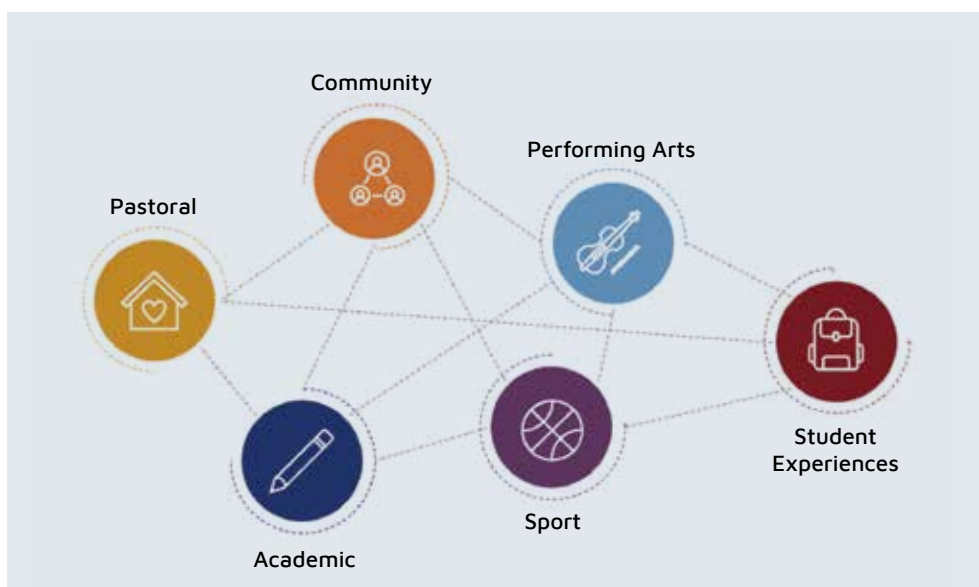 Community
Performing Arts
Pastoral
Student
Experiences
Sport
Academic